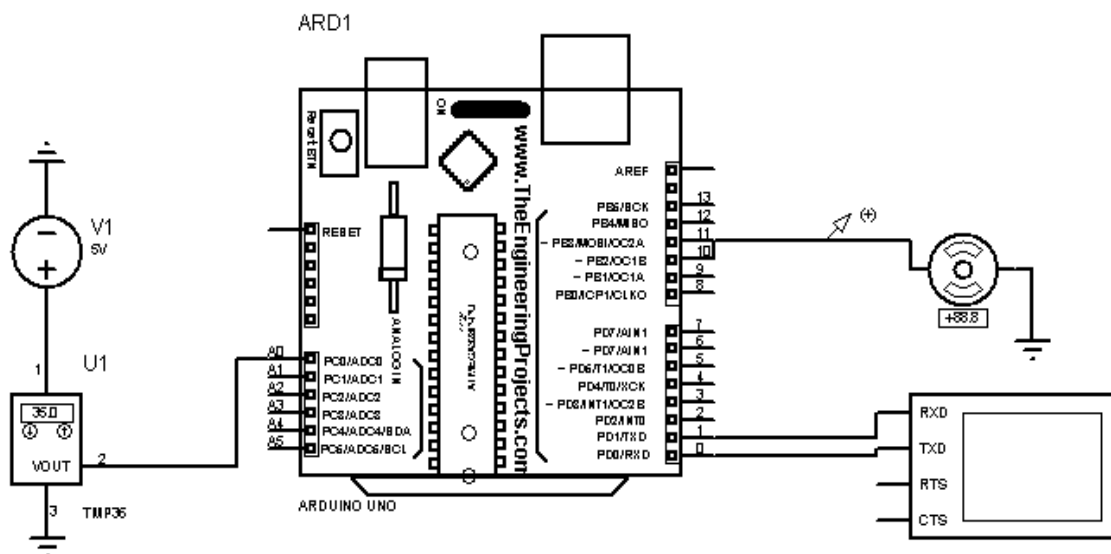 ARD1
V1
5V
U1
1
35.0
VOUT
2
3
TMP36
Reset BTN
ON
www.TheEngineeringProjects.com
ANALOG IN
RESET
A0 PC0/ADC0
A1 PC1/ADC1
A2 PC2/ADC2
A3 PC3/ADC3
A4 PC4/ADC4/SDA
A5 PC5/ADC5/SCL
ARDUINO UNO
AREF
PB5/SCK 13
PB4/MISO 12
~ PB3/MOSI/OC2A 11
~ PB2/OC1B 10
~ PB1/OC1A 9
PB0/ICP1/CLKO 8
PD7/AIN1 7
~ PD7/AIN1 6
~ PD6/T1/OC0B 5
PD4/T0/XCK 4
~ PD3/INT1/OC2B 3
PD2/INT0 2
PD1/TXD 1
PD0/RXD 0
(+)
+88.8
RXD
TXD
RTS
CTS